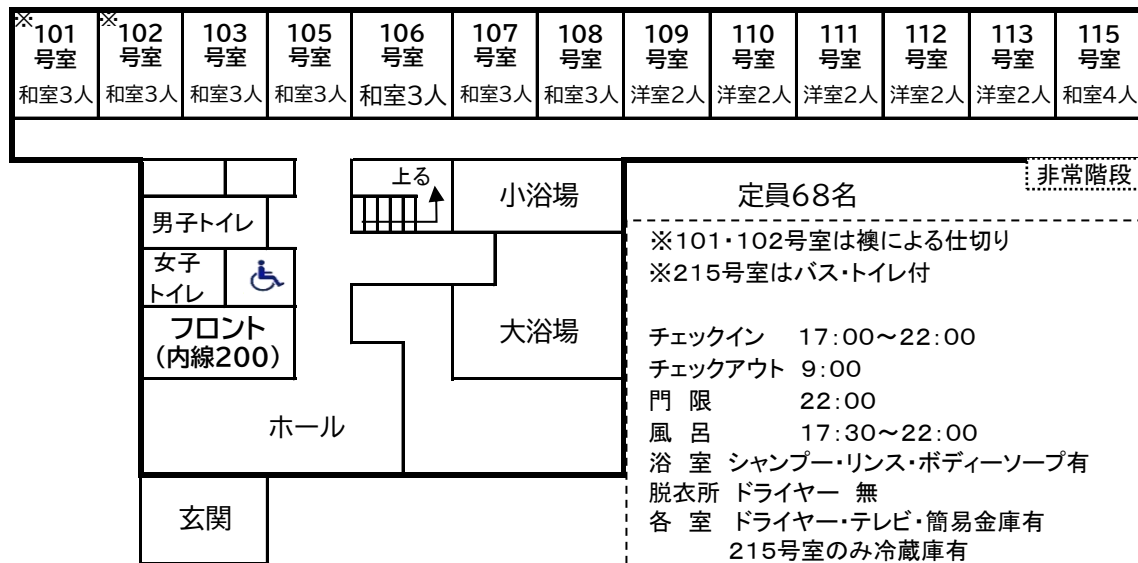 ※101
号室
和室3人
※102
号室
和室3人
103
号室
和室3人
105
号室
和室3人
106
号室
和室3人
107
号室
和室3人
108
号室
和室3人
109
号室
洋室2人
110
号室
洋室2人
111
号室
洋室2人
112
号室
洋室2人
113
号室
洋室2人
115
号室
和室4人
上る
小浴場
非常階段
定員68名
男子トイレ
女子
トイレ
フロント
(内線200)
大浴場
ホール
玄関
※101・102号室は襖による仕切り
※215号室はバス・トイレ付
チェックイン 17:00～22:00
チェックアウト 9:00
門 限 22:00
風 呂 17:30～22:00
浴 室 シャンプー・リンス・ボディーソープ有
脱衣所 ドライヤー 無
各 室 ドライヤー・テレビ・簡易金庫有
215号室のみ冷蔵庫有